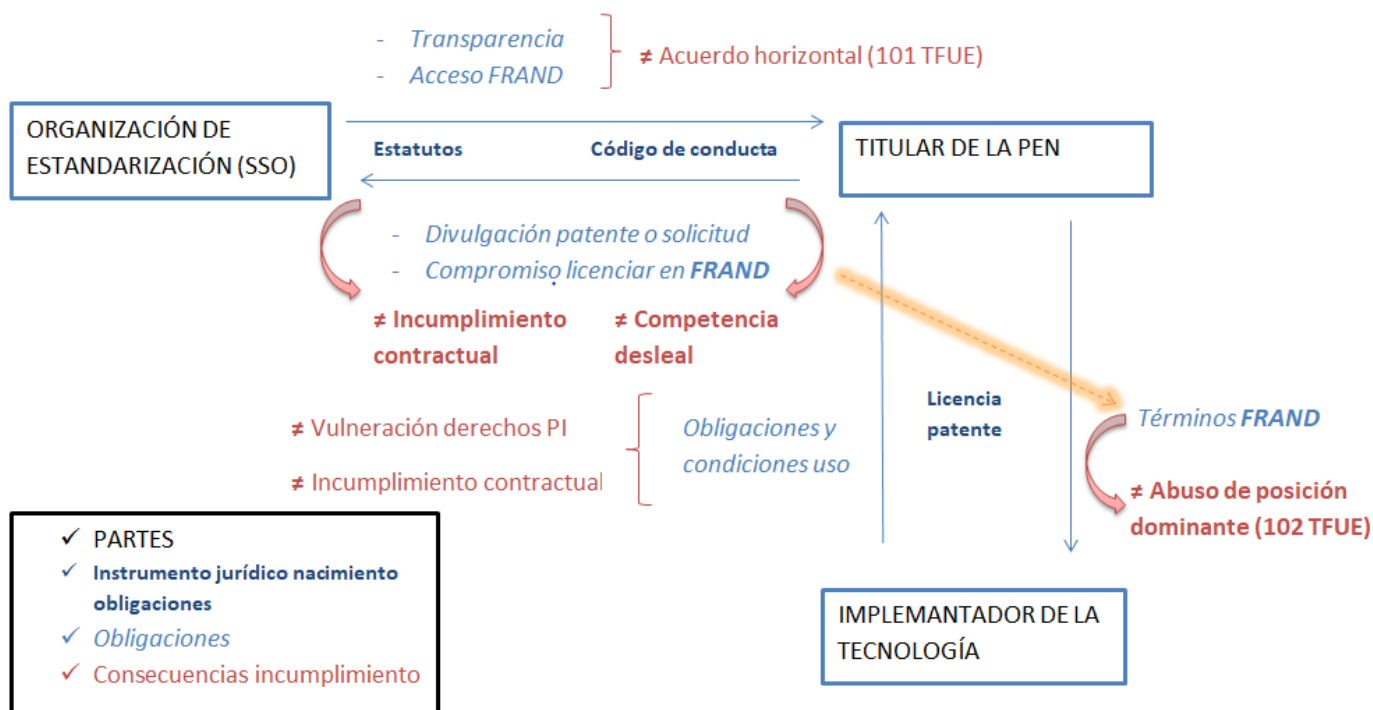 - Transparencia
- Acceso FRAND
≠ Acuerdo horizontal (101 TFUE)
ORGANIZACIÓN DE
ESTANDARIZACIÓN (SSO)
Estatutos
Código de conducta
TITULAR DE LA PEN
- Divulgación patente o solicitud
- Compromiso licenciar en FRAND
≠ Incumplimiento
contractual
≠ Competencia
desleal
≠ Vulneración derechos PI
≠ Incumplimiento contractual
Obligaciones y
condiciones uso
Licencia
patente
Términos FRAND
≠ Abuso de posición
dominante (102 TFUE)
✓ PARTES
✓ Instrumento jurídico nacimiento
obligaciones
✓ Obligaciones
✓ Consecuencias incumplimiento
IMPLEMANTADOR DE LA
TECNOLOGÍA